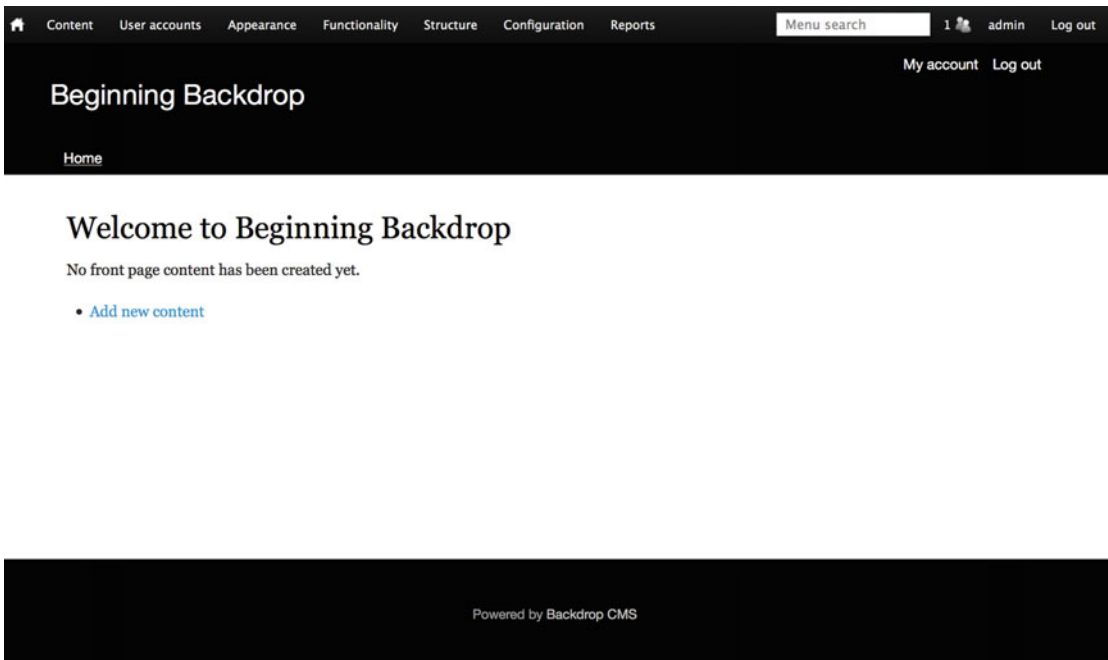 Content User accounts Appearance Functionality Structure Configuration Reports Menu search 1 admin Log out
My account Log out
Beginning Backdrop
Home
Welcome to Beginning Backdrop
No front page content has been created yet.
• Add new content
Powered by Backdrop CMS